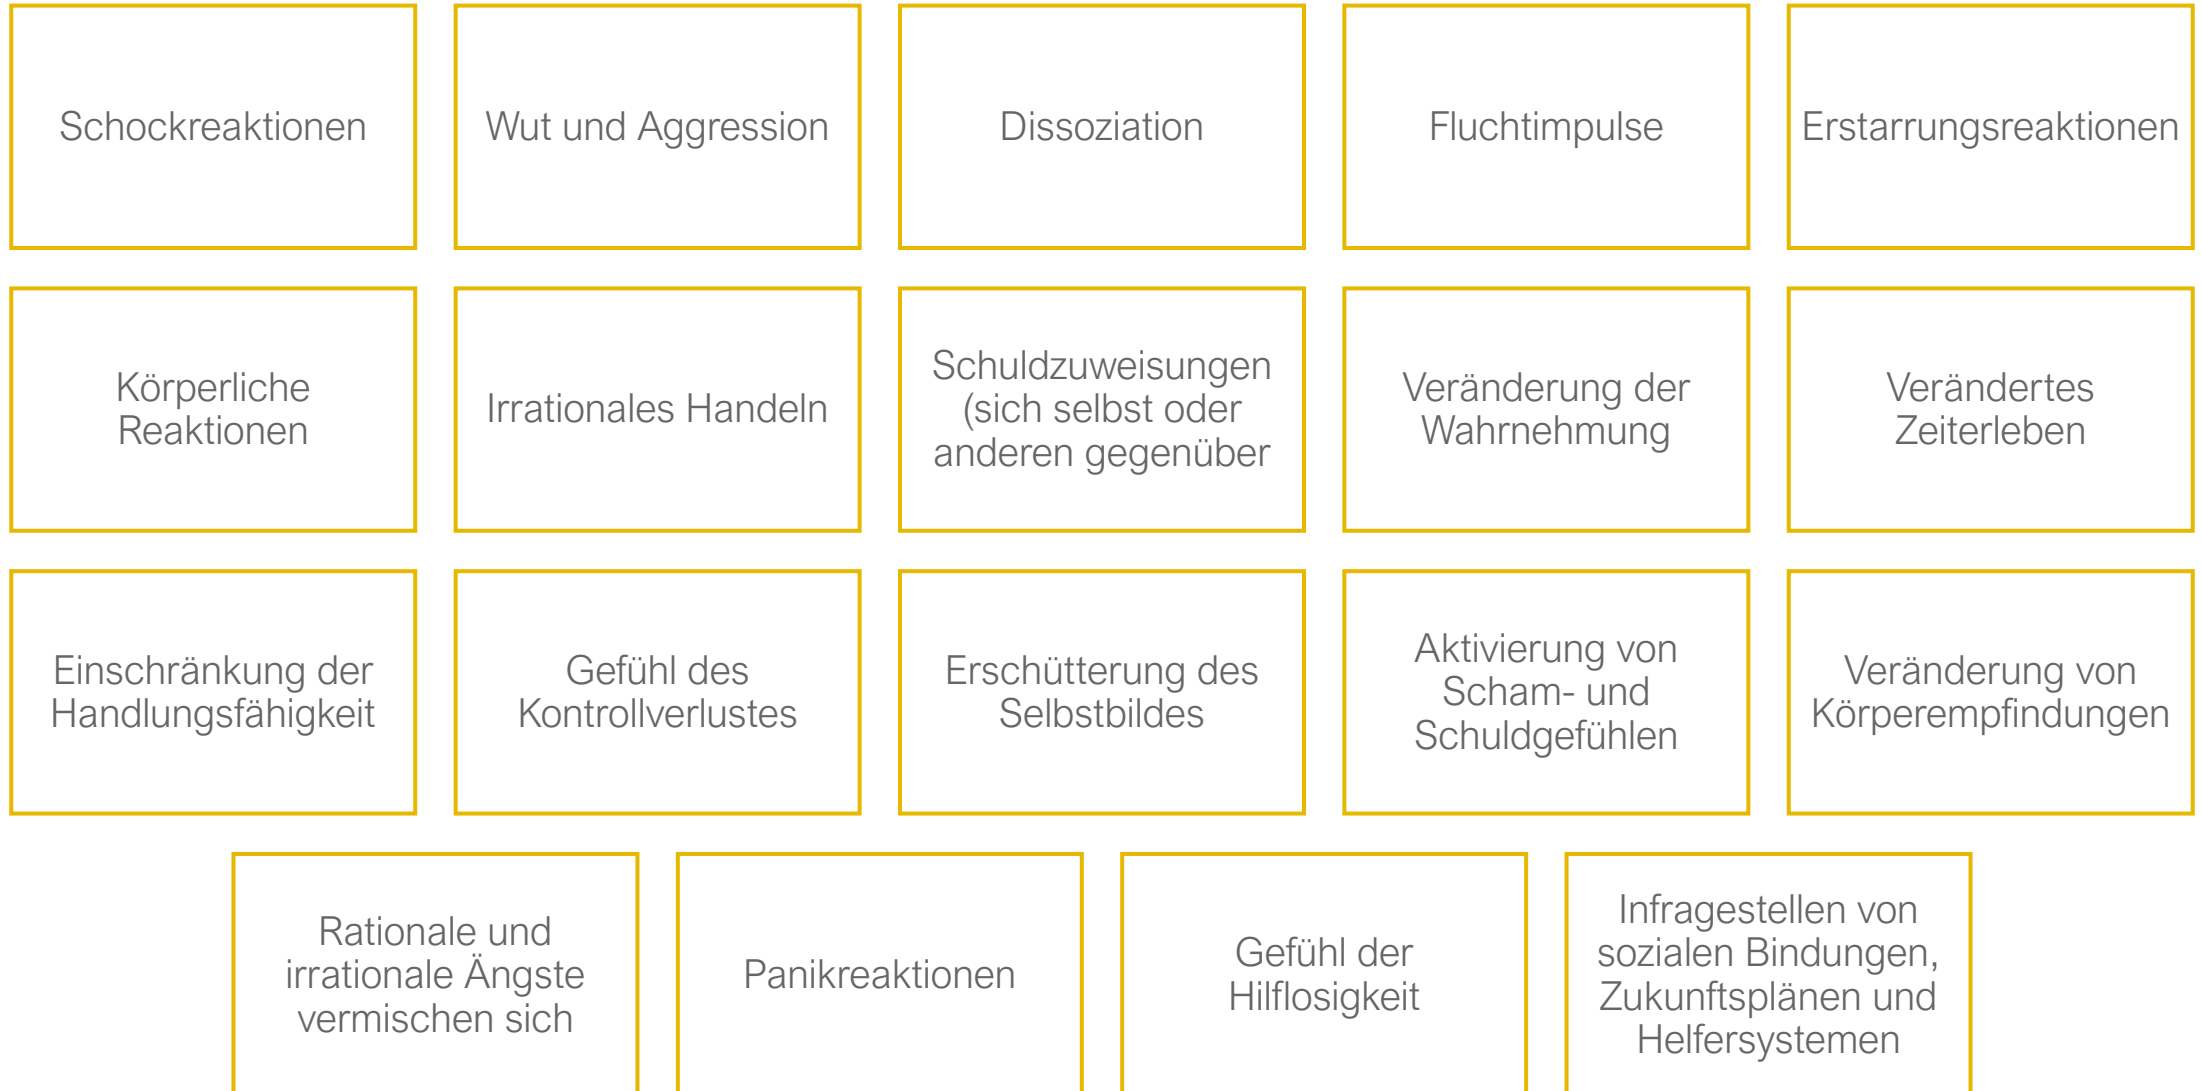 Schockreaktionen
Wut und Aggression
Dissoziation
Fluchtimpulse
Erstarrungsreaktionen
Körperliche
Reaktionen
Irrationales Handeln
Schuldzuweisungen
(sich selbst oder
anderen gegenüber
Veränderung der
Wahrnehmung
Verändertes
Zeiterleben
Einschränkung der
Handlungsfähigkeit
Gefühl des
Kontrollverlustes
Erschütterung des
Selbstbildes
Aktivierung von
Scham- und
Schuldgefühlen
Veränderung von
Körperempfindungen
Rationale und
irrationale Ängste
vermischen sich
Panikreaktionen
Gefühl der
Hilflosigkeit
Infragestellen von
sozialen Bindungen,
Zukunftsplänen und
Helfersystemen